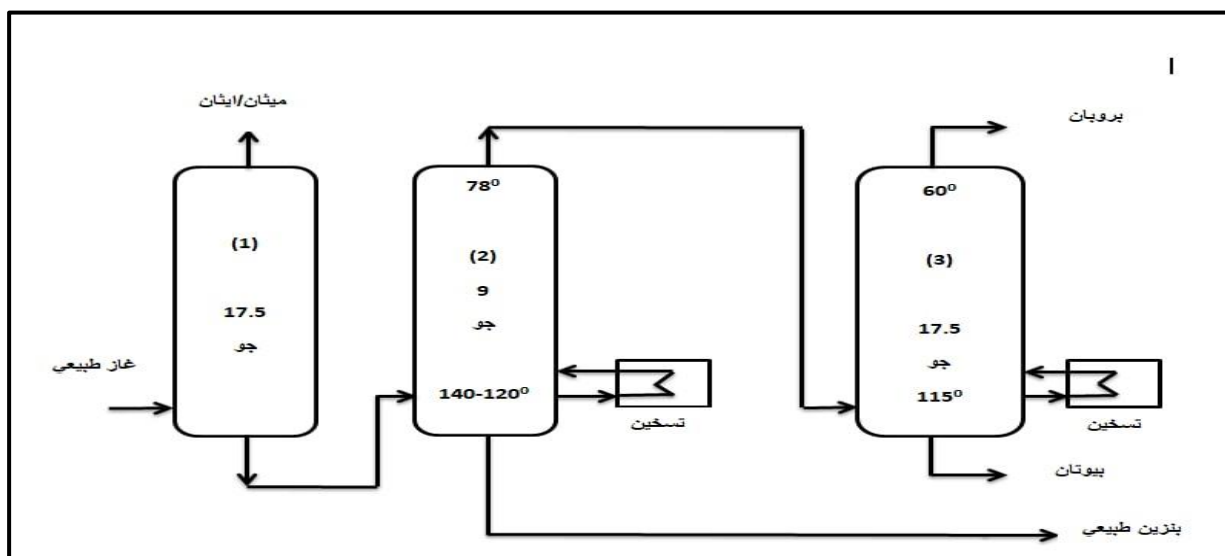 ا
ميثان/ايثان
بروبان
78⁰
60⁰
(1)
(2)
(3)
9
جو
17.5
جو
17.5
جو
غاز طبيعي
140-120⁰
115⁰
تسخين
تسخين
بيوتان
بنزين طبيعي